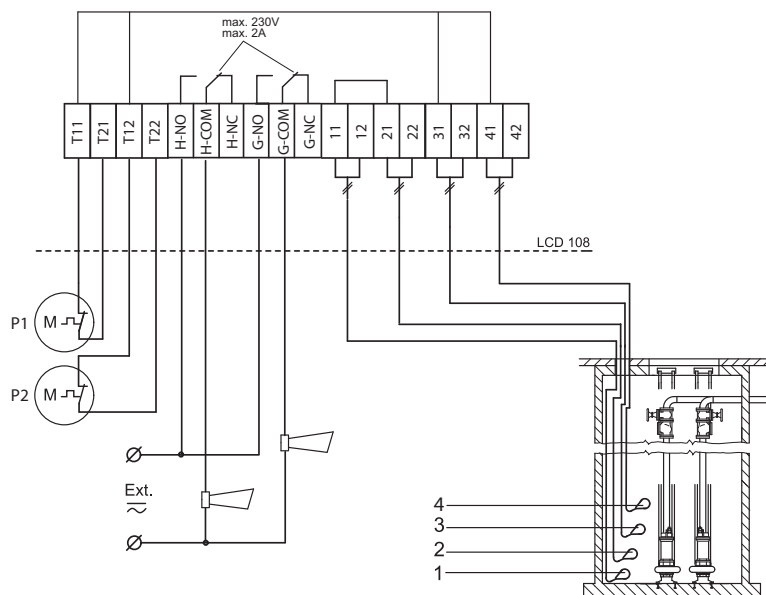 max. 230V
max. 2A
T11 T21 T12 T22 H-NO H-COM H-NC G-NO G-COM G-NC 11 12 21 22 31 32 41 42
LCD 108
P1 M
P2 M
Ext.
4
3
2
1